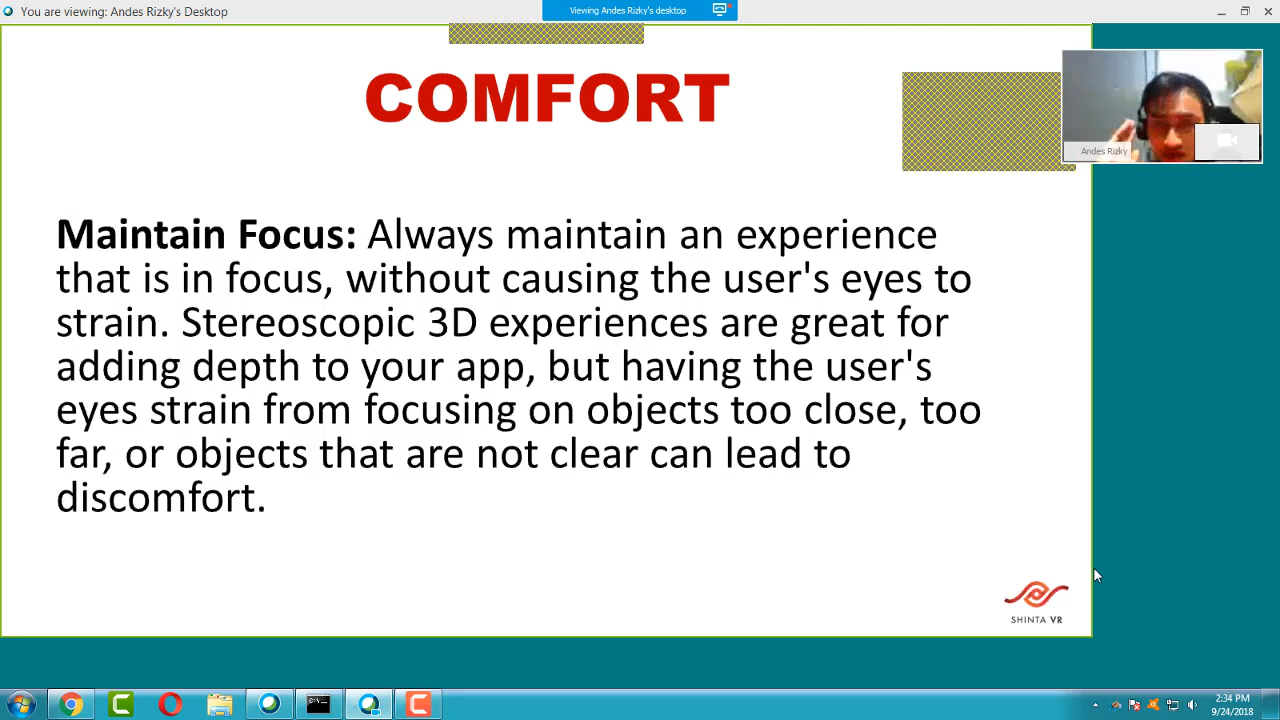 You are viewing: Andes Rizky's Desktop
Viewing Andes Rizky's desktop
COMFORT
Andes Rizky
Maintain Focus: Always maintain an experience
that is in focus, without causing the user's eyes to
strain. Stereoscopic 3D experiences are great for
adding depth to your app, but having the user's
eyes strain from focusing on objects too close, too
far, or objects that are not clear can lead to
discomfort.
SHINTA VR
2:34 PM
9/24/2018